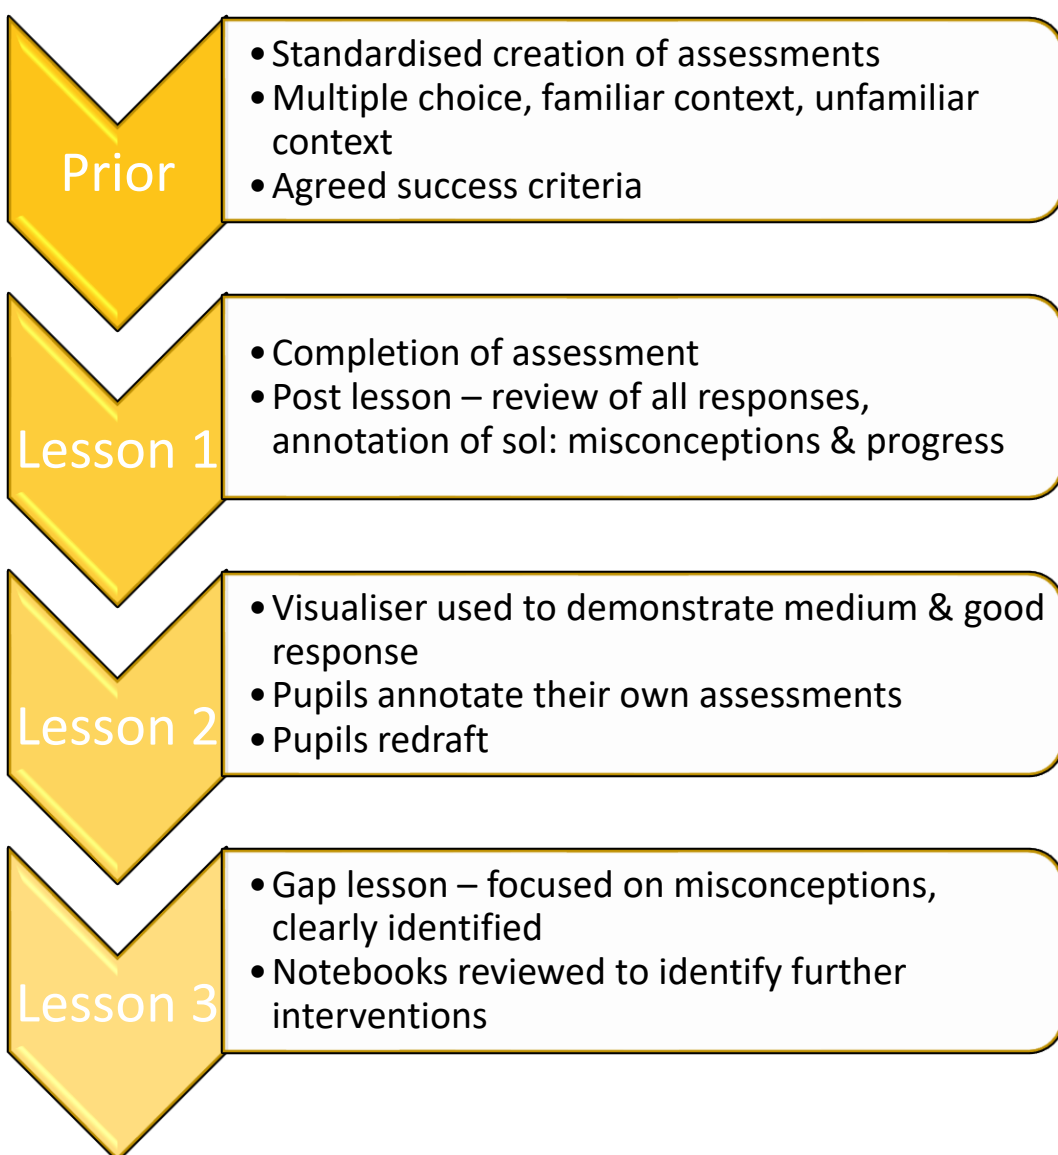 Prior
• Standardised creation of assessments
• Multiple choice, familiar context, unfamiliar
context
• Agreed success criteria
Lesson 1
• Completion of assessment
• Post lesson – review of all responses,
annotation of sol: misconceptions & progress
Lesson 2
• Visualiser used to demonstrate medium & good
response
• Pupils annotate their own assessments
• Pupils redraft
Lesson 3
• Gap lesson – focused on misconceptions,
clearly identified
• Notebooks reviewed to identify further
interventions